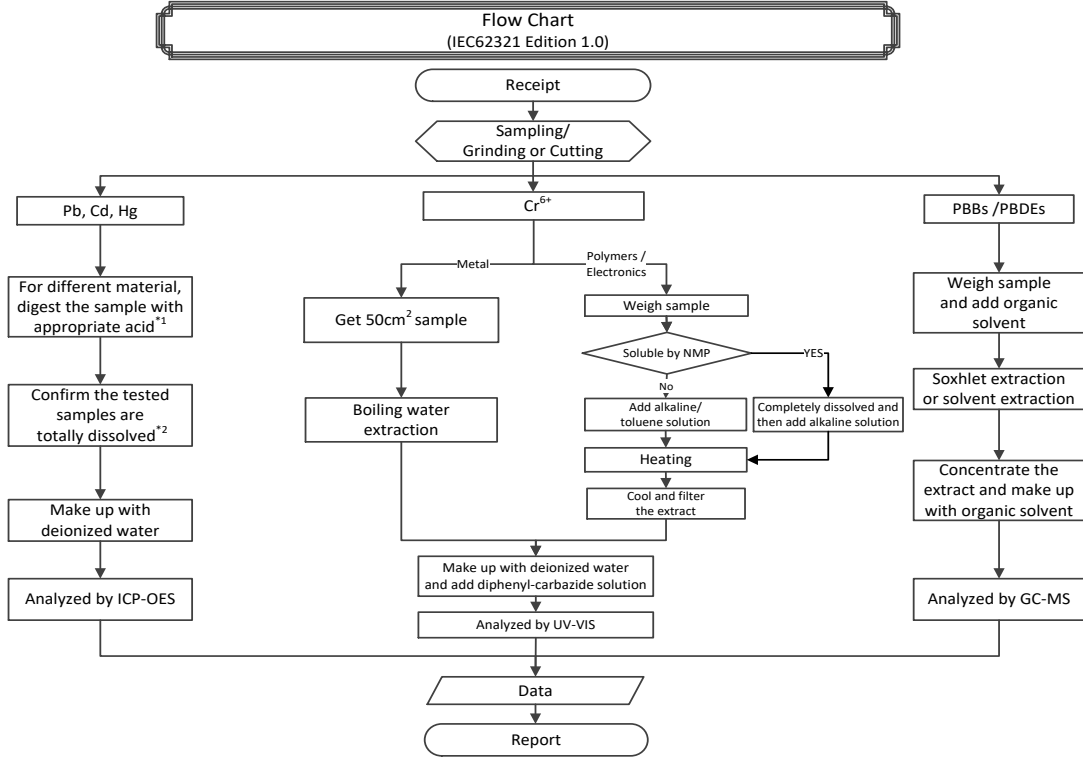 Flow Chart
(IEC62321 Edition 1.0)
Receipt
Sampling/
Grinding or Cutting
Pb, Cd, Hg
For different material,
digest the sample with
appropriate acid*1
Confirm the tested
samples are
totally dissolved*2
Make up with
deionized water
Analyzed by ICP-OES
Cr6+
Metal
Get 50cm2 sample
Boiling water
extraction
Polymers /
Electronics
Weigh sample
Soluble by NMP
YES
No
Add alkaline/
toluene solution
Completely dissolved and
then add alkaline solution
Heating
Cool and filter
the extract
Make up with deionized water
and add diphenyl-carbazide solution
Analyzed by UV-VIS
PBBs /PBDEs
Weigh sample
and add organic
solvent
Soxhlet extraction
or solvent extraction
Concentrate the
extract and make up
with organic solvent
Analyzed by GC-MS
Data
Report